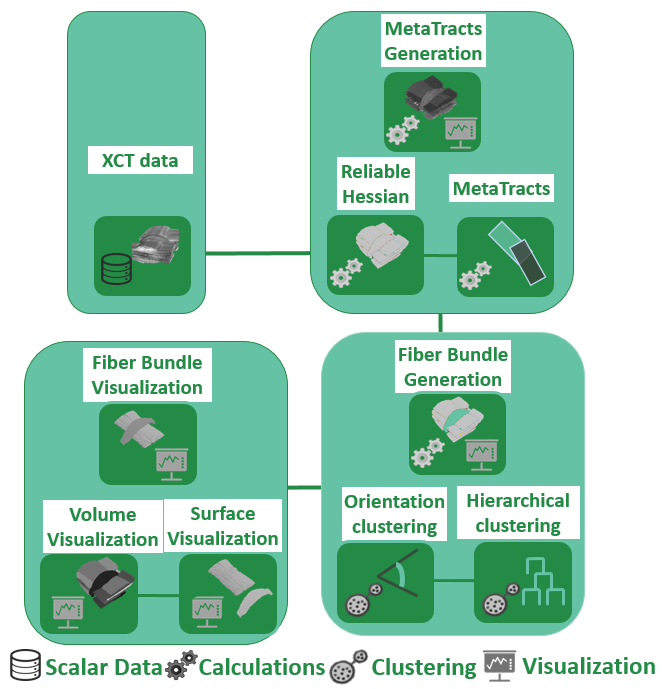 XCT data
MetaTracts
Generation
Reliable
Hessian
MetaTracts
Fiber Bundle
Visualization
Volume
Visualization
Surface
Visualization
Fiber Bundle
Generation
Orientation
clustering
Hierarchical
clustering
Scalar Data Calculations Clustering Visualization